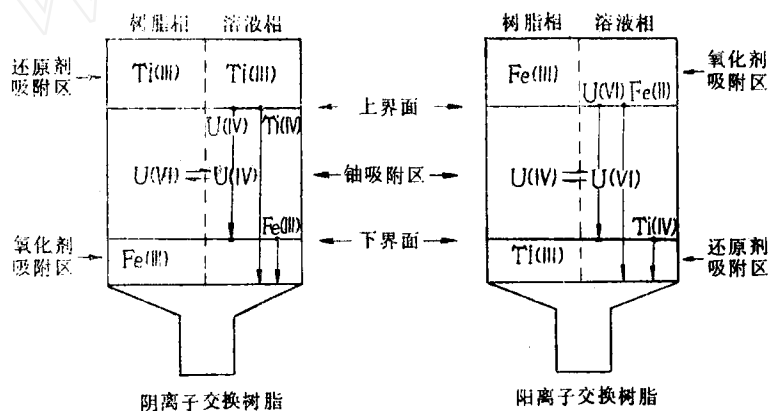 树脂相 溶液相
还原剂
吸附区
Ti(III) Ti(III)
U(IV) Ti(IV)
U(VI) ⇌ U(IV)
Fe(III)
氧化剂
吸附区
阴离子交换树脂
上界面
铀吸附区
下界面
树脂相 溶液相
Fe(III)
氧化剂
吸附区
U(VI) Fe(II)
U(IV) ⇌ U(VI)
Ti(IV)
Ti(III)
还原剂
吸附区
阳离子交换树脂